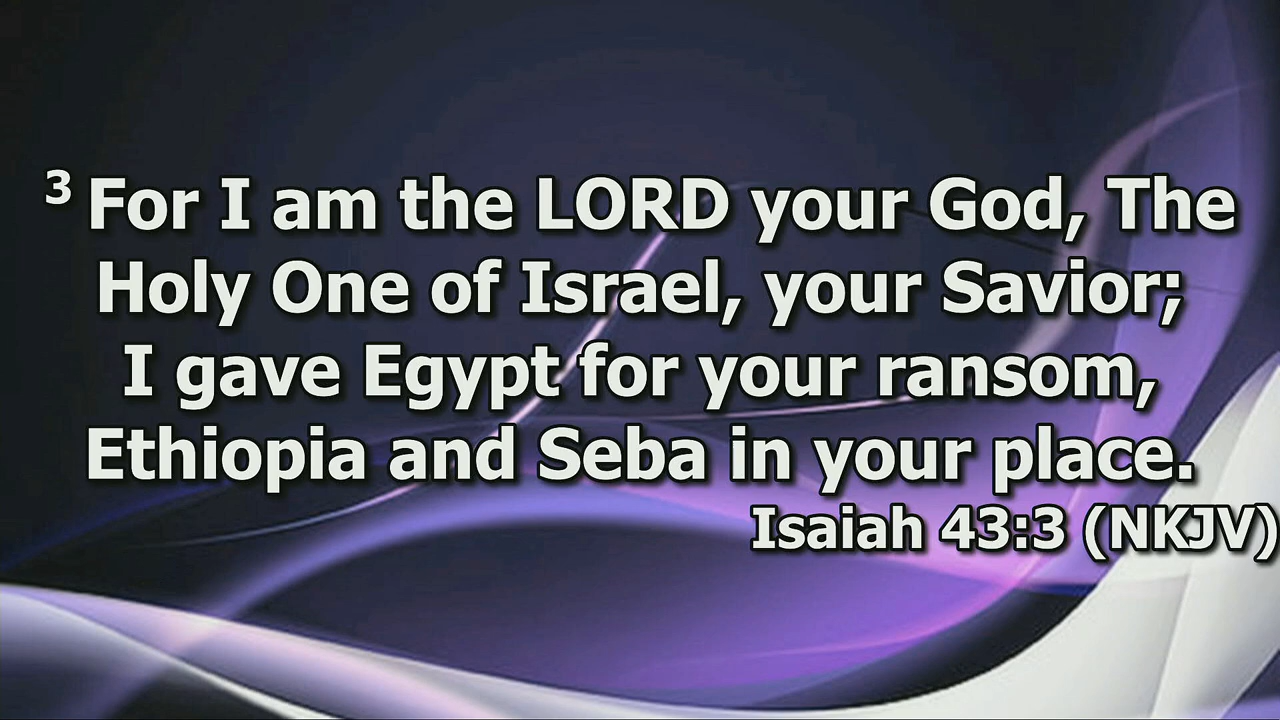 3 For I am the LORD your God, The
Holy One of Israel, your Savior;
I gave Egypt for your ransom,
Ethiopia and Seba in your place.
Isaiah 43:3 (NKJV)